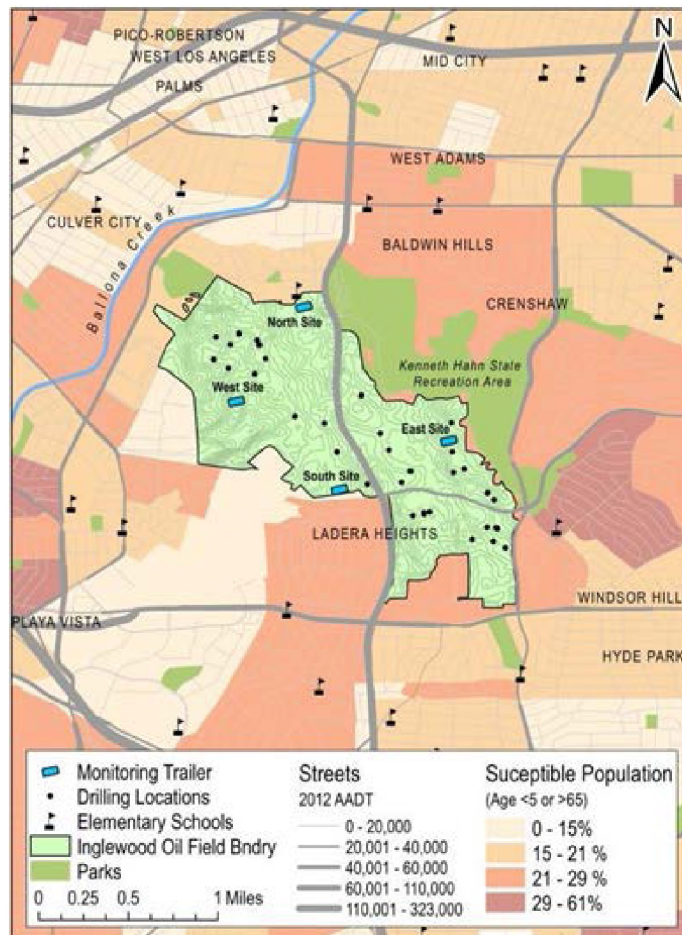 PICO-ROBERTSON
WEST LOS ANGELES
MID CITY
N
PALMS
WEST ADAMS
CULVER CITY
Ballona Creek
BALDWIN HILLS
CRENSHAW
North Site
Kenneth Hahn State
Recreation Area
West Site
East Site
South Site
LADERA HEIGHTS
WINDSOR HILL
PLAYA VISTA
HYDE PARK
Monitoring Trailer
Drilling Locations
Elementary Schools
Inglewood Oil Field Bndry
Parks
0 0.25 0.5 1 Miles
Streets
2012 AADT
0 - 20,000
20,001 - 40,000
40,001 - 60,000
60,001 - 110,000
110,001 - 323,000
Suceptible Population
(Age <5 or >65)
0 - 15%
15 - 21 %
21 - 29 %
29 - 61%